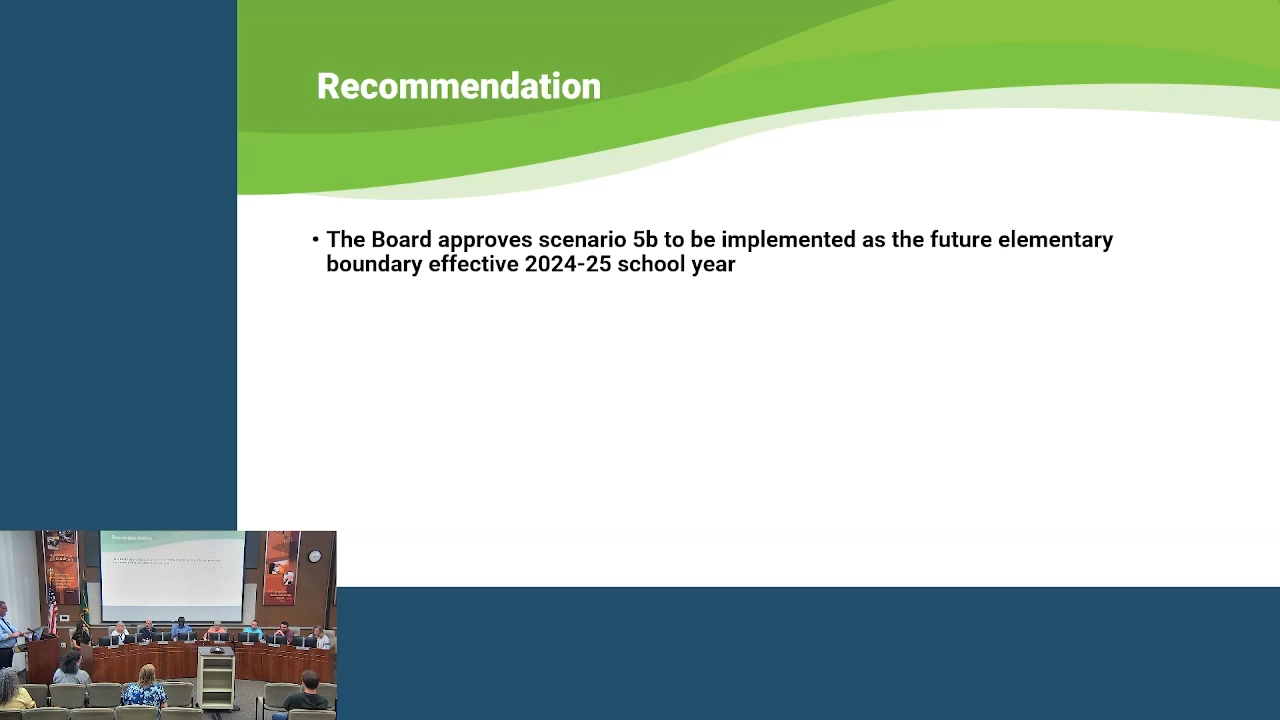 Recommendation
• The Board approves scenario 5b to be implemented as the future elementary
boundary effective 2024-25 school year
Recommendation